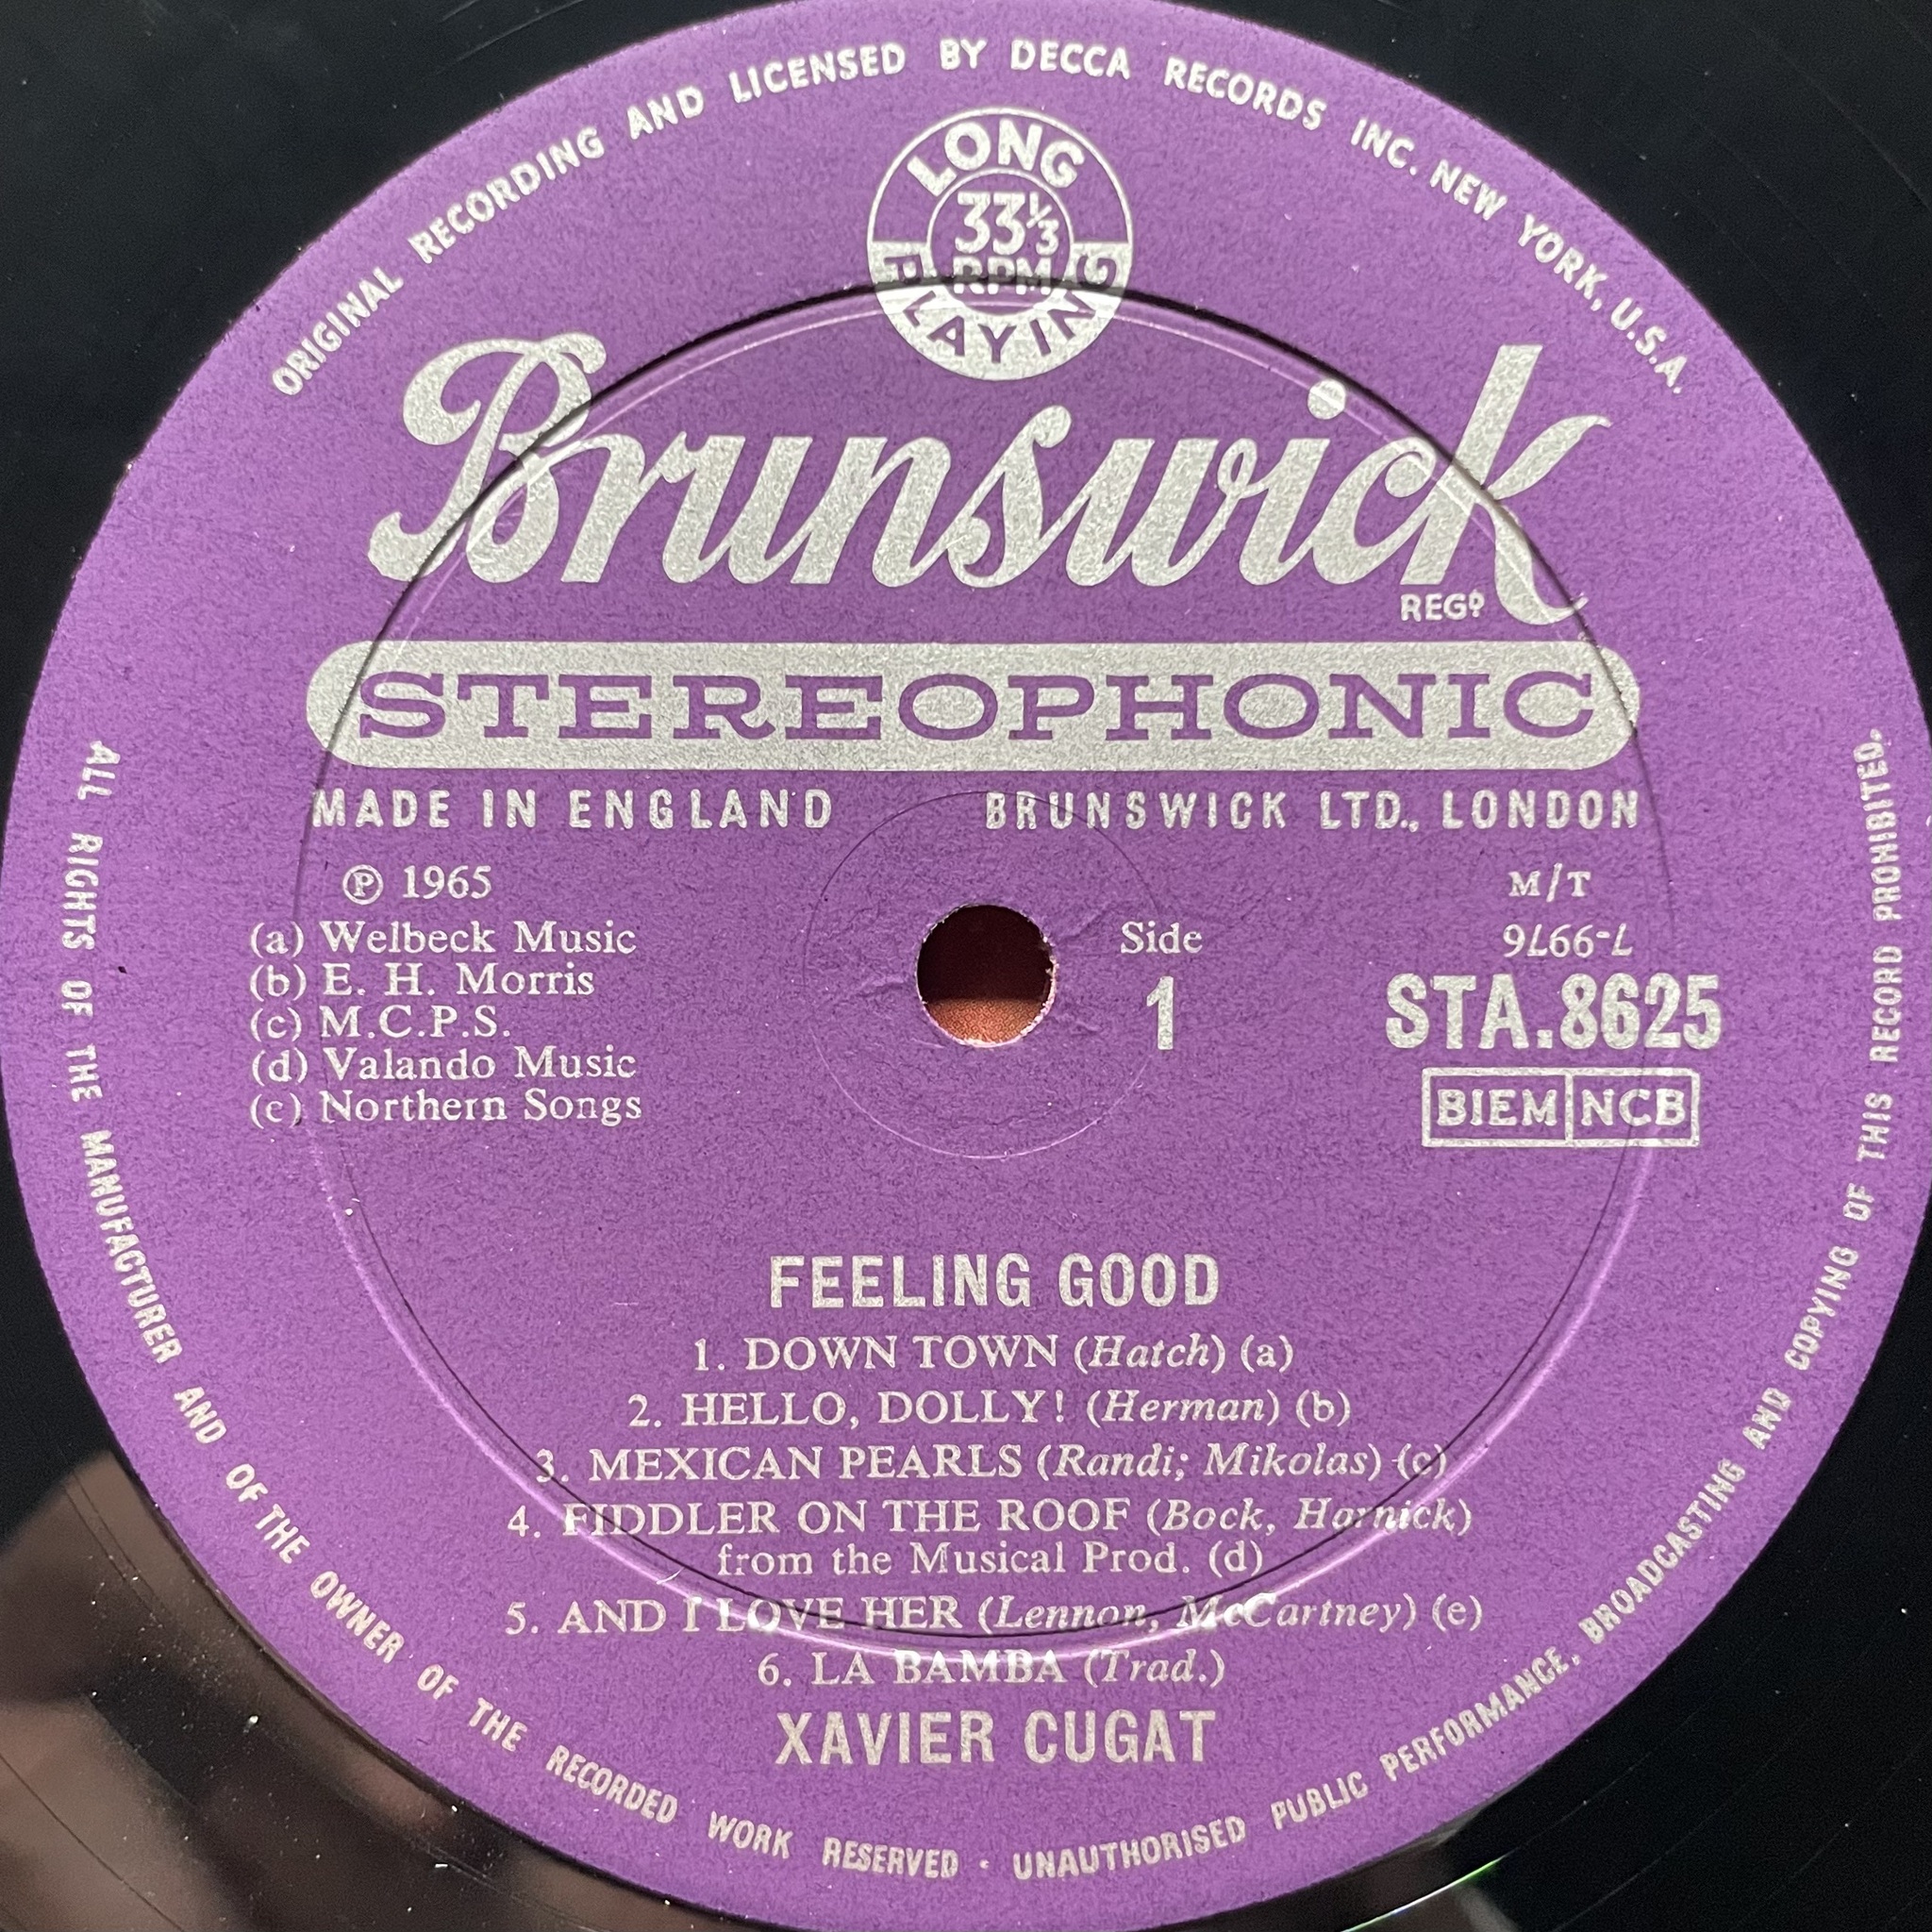 ORIGINAL RECORDING AND LICENSED BY DECCA RECORDS INC. NEW YORK, U.S.A.
LONG
33⅓
RPM
PLAYING
Brunswick
REGD
STEREOPHONIC
MADE IN ENGLAND BRUNSWICK LTD., LONDON
℗ 1965
(a) Welbeck Music
(b) E. H. Morris
(c) M.C.P.S.
(d) Valando Music
(e) Northern Songs
Side
1
M/T
L-9976
STA.8625
BIEM NCB
FEELING GOOD
1. DOWN TOWN (Hatch) (a)
2. HELLO, DOLLY! (Herman) (b)
3. MEXICAN PEARLS (Randi; Mikolas) (c)
4. FIDDLER ON THE ROOF (Bock, Harnick)
from the Musical Prod. (d)
5. AND I LOVE HER (Lennon, McCartney) (e)
6. LA BAMBA (Trad.)
XAVIER CUGAT
ALL RIGHTS OF THE MANUFACTURER AND OF THE OWNER OF THE RECORDED WORK RESERVED · UNAUTHORISED PUBLIC PERFORMANCE, BROADCASTING AND COPYING OF THIS RECORD PROHIBITED.